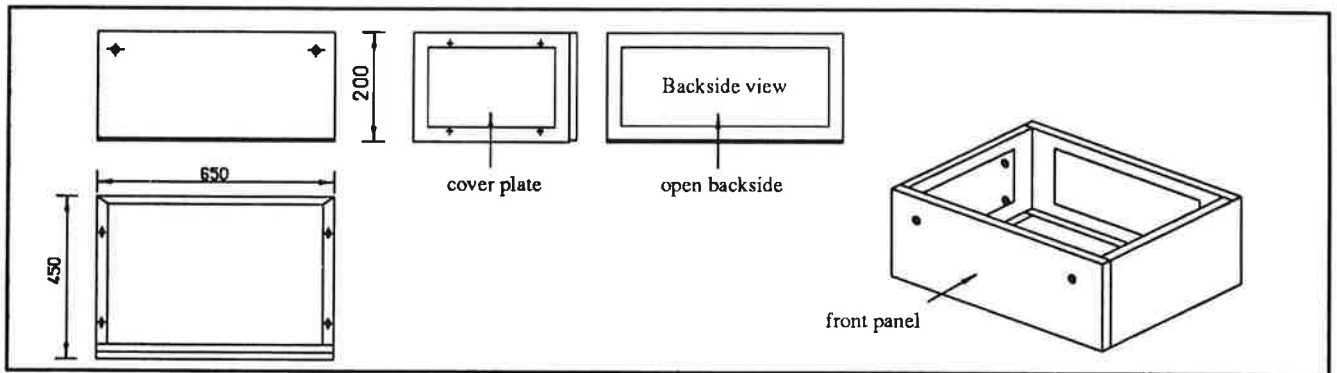 200
Backside view
cover plate
open backside
650
450
front panel